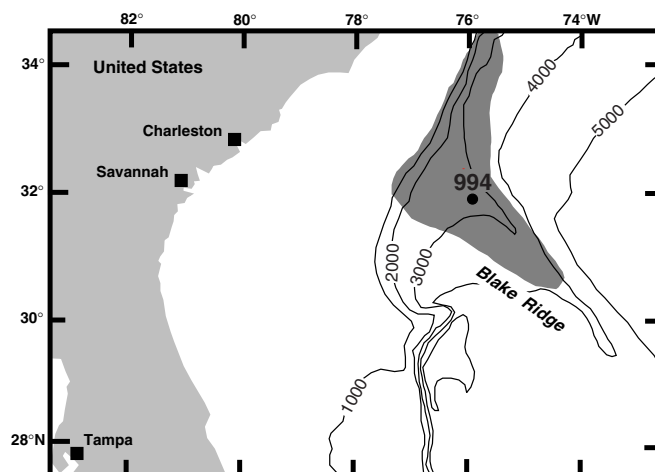 82° 80° 78 76° 74°W
34°
United States
4000
5000
Charleston
Savannah
994
32°
2000
3000
Blake Ridge
30°
1000
28°N
Tampa